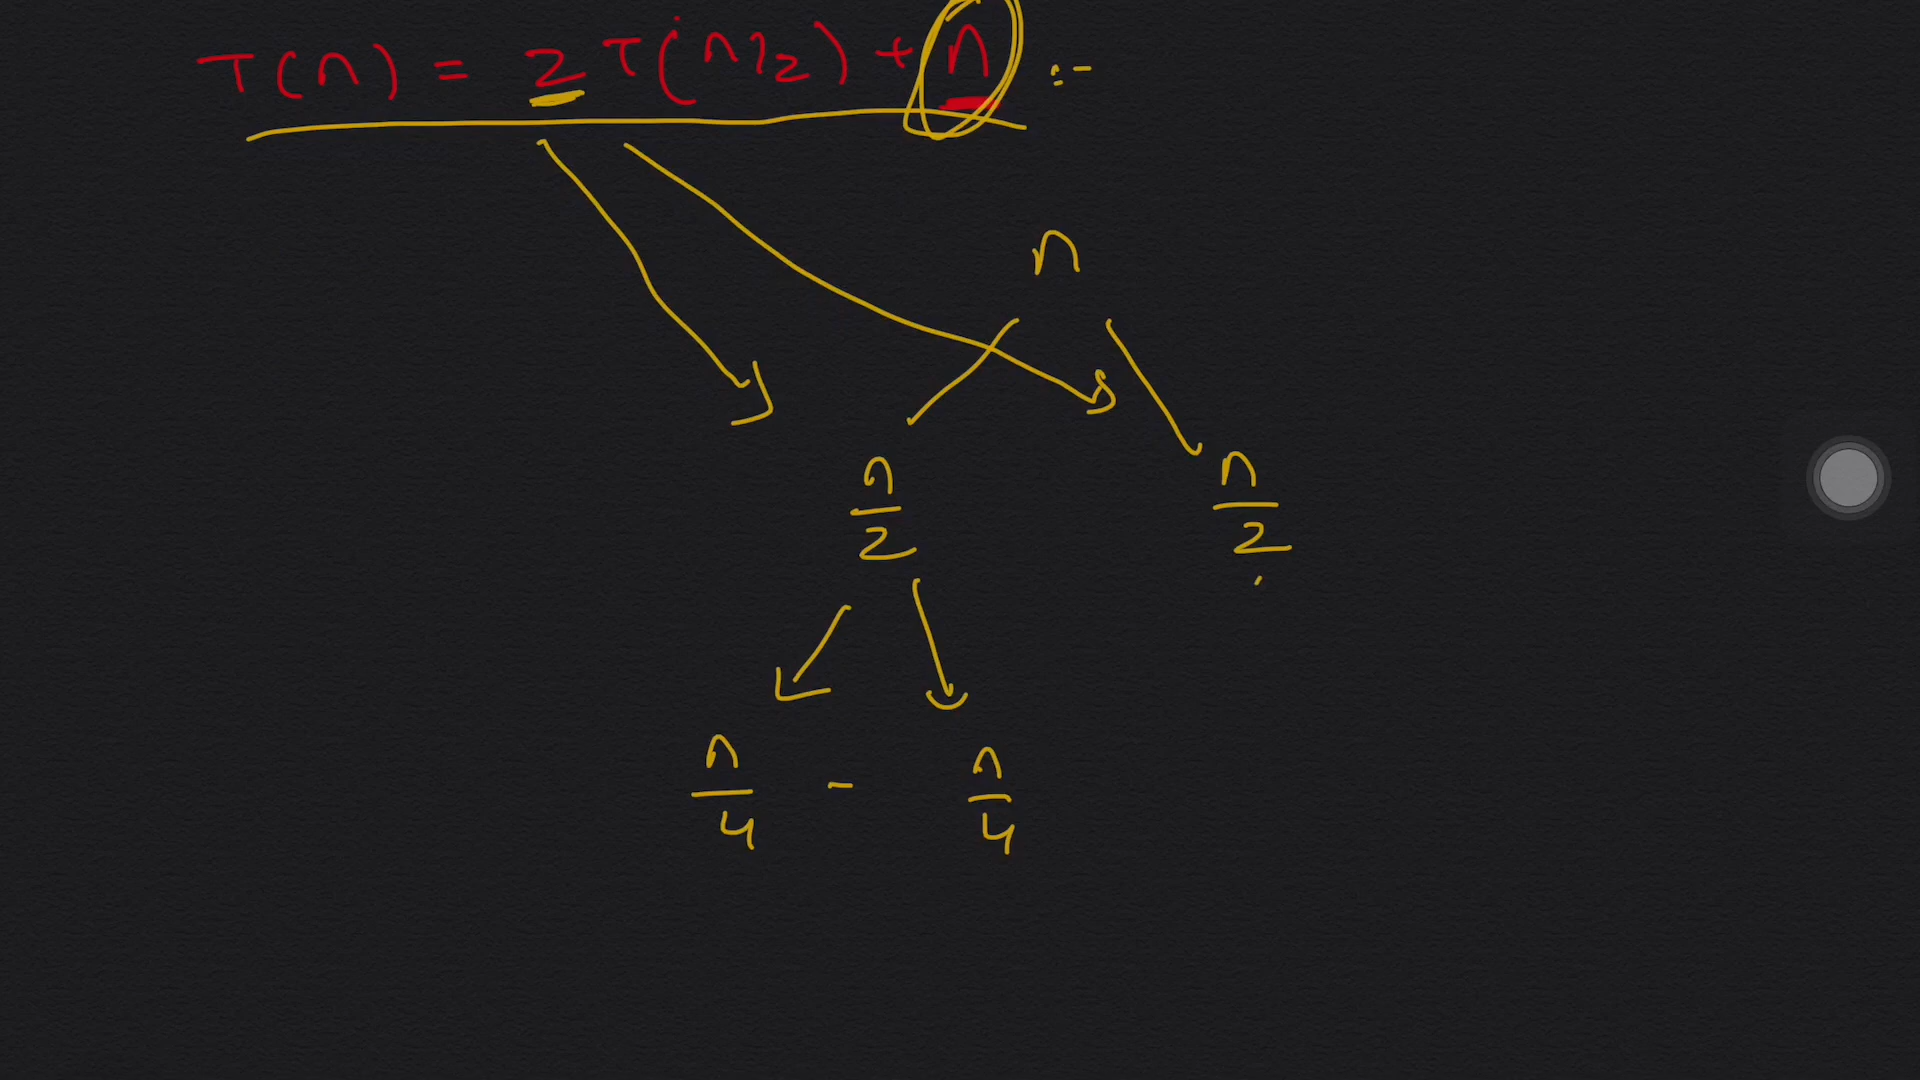 T(n) = 2T(n/2) + n :-
n
n/2 n/2
n/4 - n/4